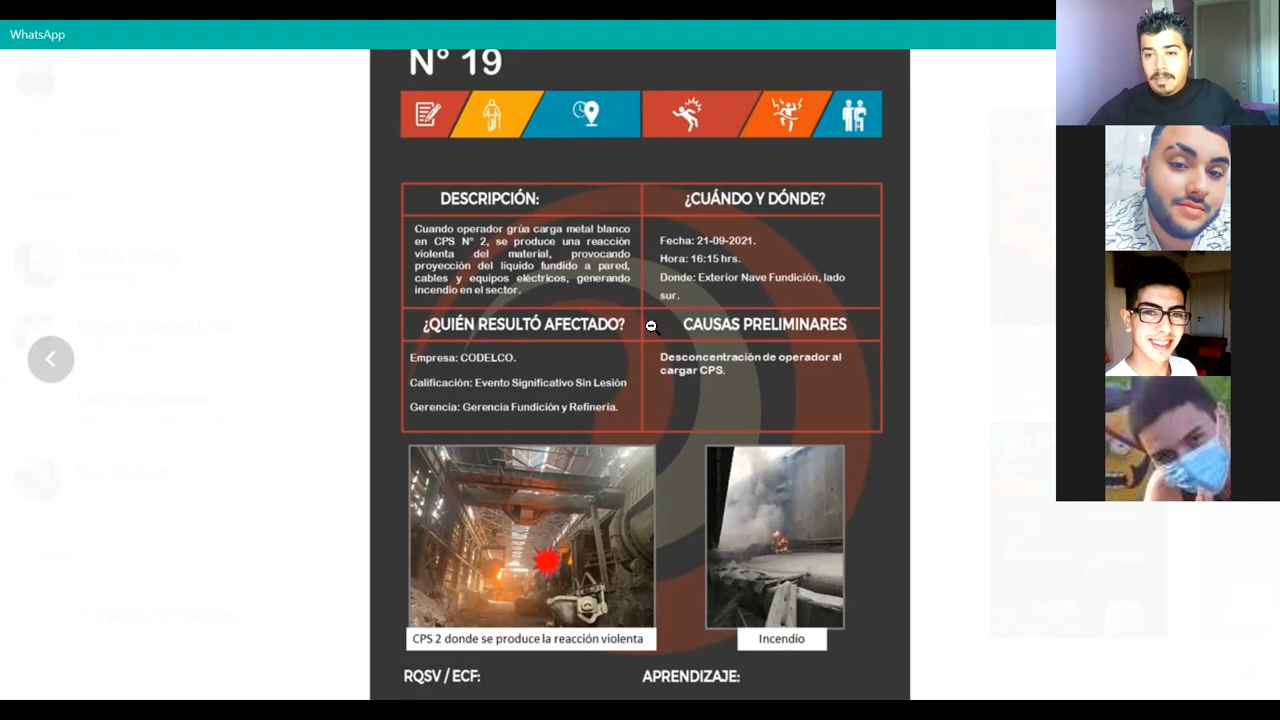 WhatsApp
N° 19
DESCRIPCIÓN:
¿CUÁNDO Y DÓNDE?
Cuando operador grúa carga metal blanco
en CPS N° 2, se produce una reacción
violenta del material, provocando
proyección del líquido fundido a pared,
cables y equipos eléctricos, generando
incendio en el sector.
Fecha: 21-09-2021.
Hora: 16:15 hrs.
Donde: Exterior Nave Fundición, lado
sur.
¿QUIÉN RESULTÓ AFECTADO?
CAUSAS PRELIMINARES
Empresa: CODELCO.
Calificación: Evento Significativo Sin Lesión
Gerencia: Gerencia Fundición y Refinería.
Desconcentración de operador al
cargar CPS.
CPS 2 donde se produce la reacción violenta
Incendio
RQSV / ECF:
APRENDIZAJE: